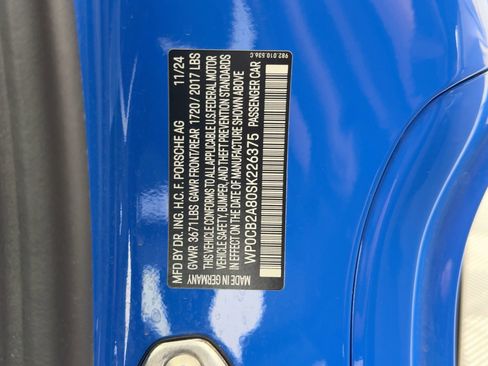 MFD BY DR. ING. H.C. F. PORSCHE AG 11/24
GVWR 3671 LBS GAWR FRONT/REAR 1720/ 2017 LBS
THIS VEHICLE CONFORMS TO ALL APPLICABLE U.S. FEDERAL MOTOR
VEHICLE SAFETY, BUMPER, AND THEFT PREVENTION STANDARDS
IN EFFECT ON THE DATE OF MANUFACTURE SHOWN ABOVE
WP0CB2A80SK226375 PASSENGER CAR
MADE IN GERMANY
982.010.536.C